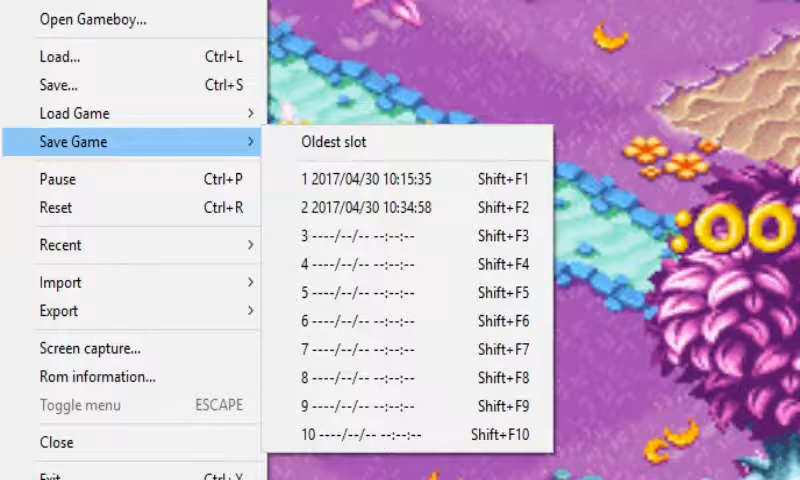 Open Gameboy...
Load... Ctrl+L
Save... Ctrl+S
Load Game
Save Game
Oldest slot
Pause Ctrl+P
1 2017/04/30 10:15:35 Shift+F1
Reset Ctrl+R
2 2017/04/30 10:34:58 Shift+F2
3 ----/--/-- --:--:-- Shift+F3
Recent
4 ----/--/-- --:--:-- Shift+F4
Import
5 ----/--/-- --:--:-- Shift+F5
Export
6 ----/--/-- --:--:-- Shift+F6
Screen capture...
7 ----/--/-- --:--:-- Shift+F7
Rom information...
8 ----/--/-- --:--:-- Shift+F8
Toggle menu ESCAPE
9 ----/--/-- --:--:-- Shift+F9
Close
10 ----/--/-- --:--:-- Shift+F10
Exit Ctrl+X
:00